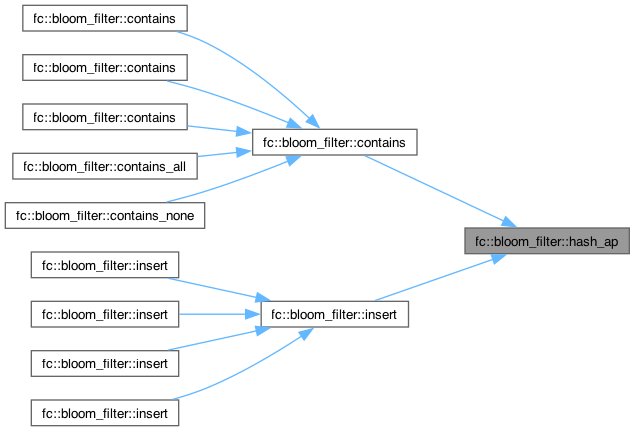 fc::bloom_filter::contains
fc::bloom_filter::contains
fc::bloom_filter::contains
fc::bloom_filter::contains
fc::bloom_filter::contains_all
fc::bloom_filter::contains_none
fc::bloom_filter::hash_ap
fc::bloom_filter::insert
fc::bloom_filter::insert
fc::bloom_filter::insert
fc::bloom_filter::insert
fc::bloom_filter::insert